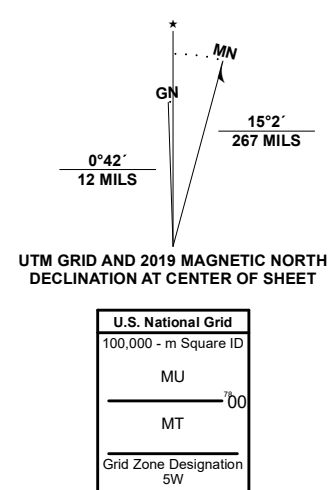 ★
MN
GN
15°2´
267 MILS
0°42´
12 MILS
UTM GRID AND 2019 MAGNETIC NORTH
DECLINATION AT CENTER OF SHEET
U.S. National Grid
100,000 - m Square ID
MU
7800
MT
Grid Zone Designation
5W